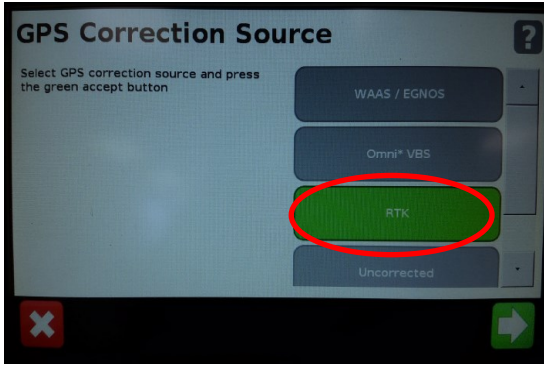 GPS Correction Source
?
Select GPS correction source and press
the green accept button
WAAS / EGNOS
Omni* VBS
RTK
Uncorrected